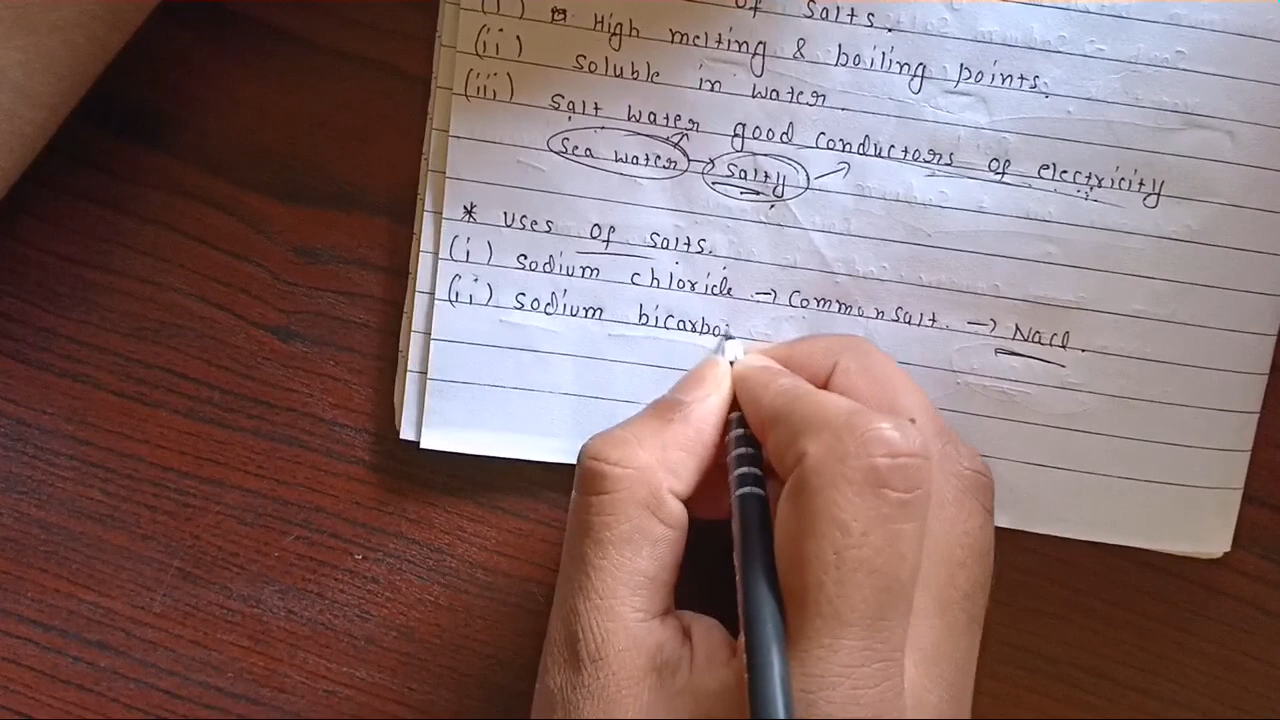 of salts.
(i) High melting & boiling points.
(ii) soluble in water.
(iii) salt water good conductors of electricity
sea water → salty
* uses of salts.
(i) sodium chloride → common salt. → NaCl.
(ii) sodium bicarbo